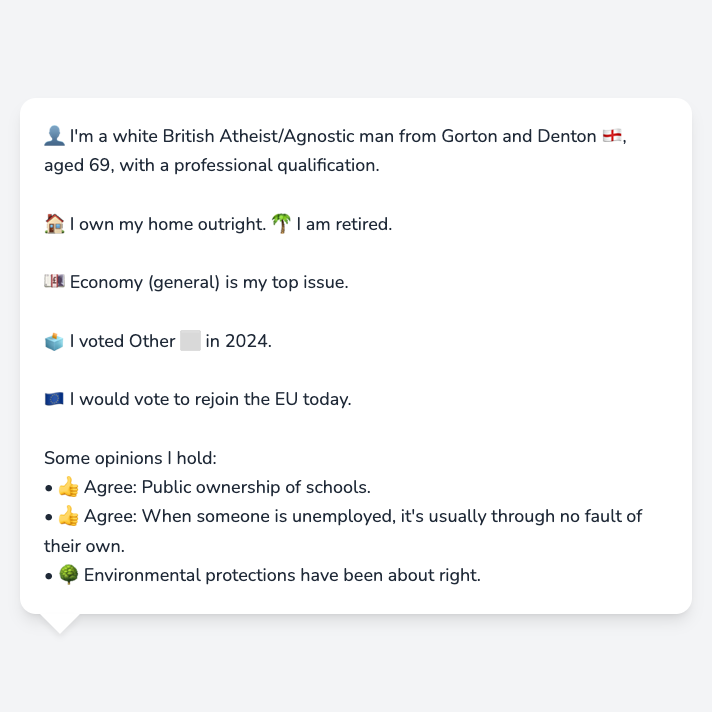 👤 I'm a white British Atheist/Agnostic man from Gorton and Denton 🏴󠁧󠁢󠁥󠁮󠁧󠁿,
aged 69, with a professional qualification.
🏠 I own my home outright. 🌴 I am retired.
💷 Economy (general) is my top issue.
🗳️ I voted Other ⬜ in 2024.
🇪🇺 I would vote to rejoin the EU today.
Some opinions I hold:
• 👍 Agree: Public ownership of schools.
• 👍 Agree: When someone is unemployed, it's usually through no fault of
their own.
• 🌳 Environmental protections have been about right.